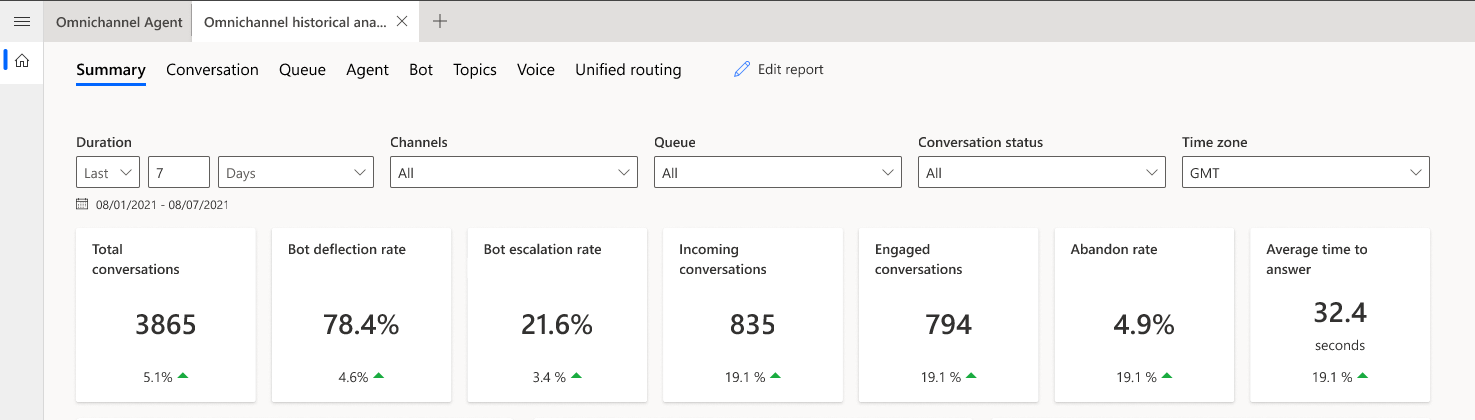 Omnichannel Agent
Omnichannel historical ana...
Summary Conversation Queue Agent Bot Topics Voice Unified routing Edit report
Duration Channels Queue Conversation status Time zone
Last 7 Days All All All GMT
08/01/2021 - 08/07/2021
Total conversations
3865
5.1%
Bot deflection rate
78.4%
4.6%
Bot escalation rate
21.6%
3.4 %
Incoming
conversations
835
19.1 %
Engaged
conversations
794
19.1 %
Abandon rate
4.9%
19.1 %
Average time to
answer
32.4
seconds
19.1 %